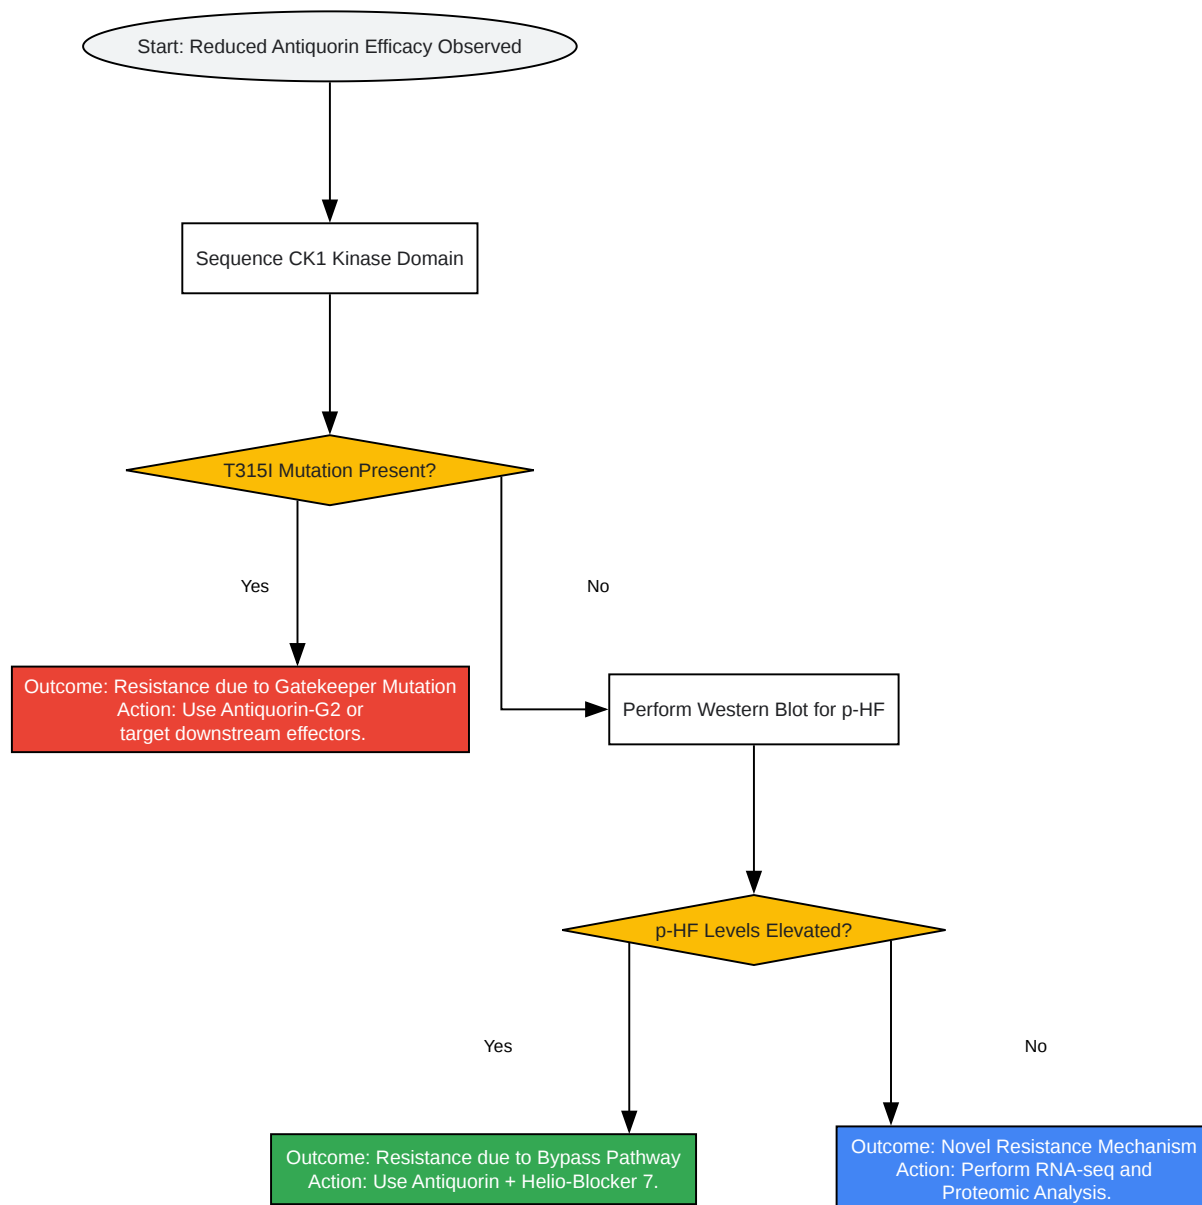 Start: Reduced Antiquorin Efficacy Observed
Sequence CK1 Kinase Domain
T315I Mutation Present?
Yes
No
Outcome: Resistance due to Gatekeeper Mutation
Action: Use Antiquorin-G2 or
target downstream effectors.
Perform Western Blot for p-HF
p-HF Levels Elevated?
Yes
No
Outcome: Resistance due to Bypass Pathway
Action: Use Antiquorin + Helio-Blocker 7.
Outcome: Novel Resistance Mechanism
Action: Perform RNA-seq and
Proteomic Analysis.